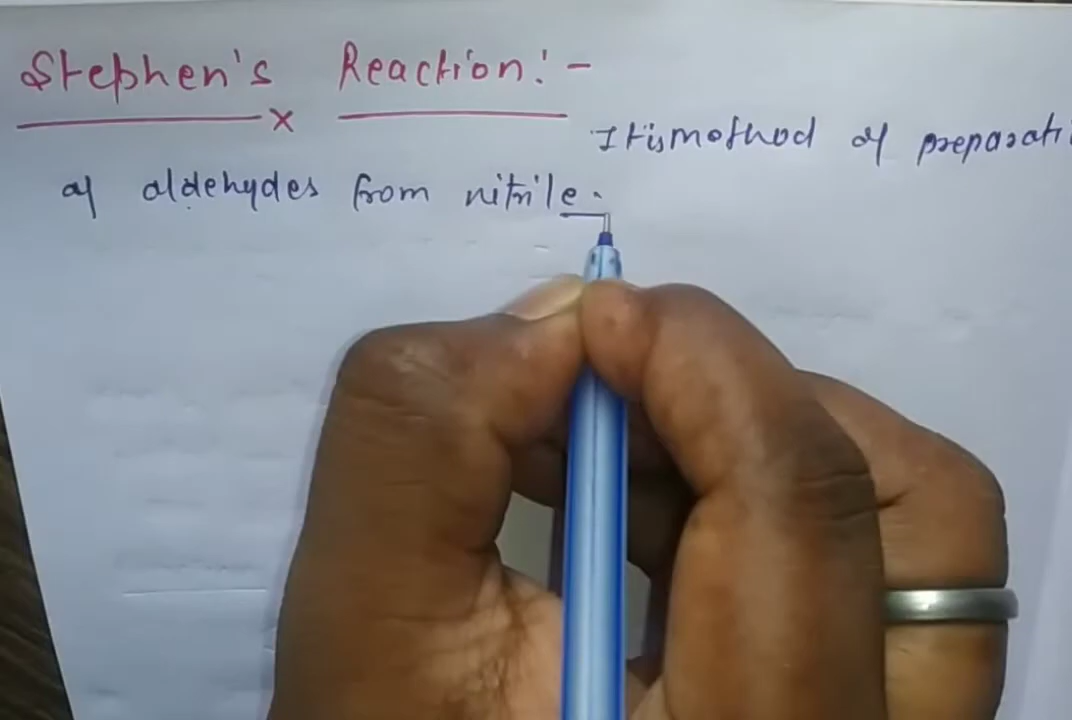 Stephen's Reaction:-
It is method of preparati
of aldehydes from nitrile.